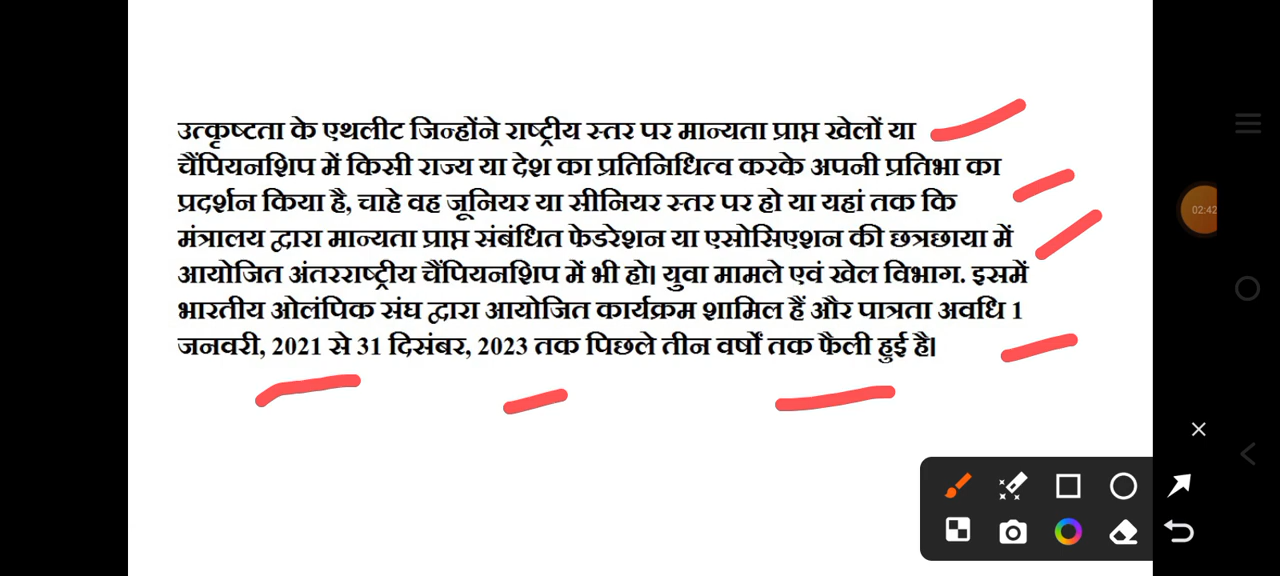 उत्कृष्टता के एथलीट जिन्होंने राष्ट्रीय स्तर पर मान्यता प्राप्त खेलों या
चैंपियनशिप में किसी राज्य या देश का प्रतिनिधित्व करके अपनी प्रतिभा का
प्रदर्शन किया है, चाहे वह जूनियर या सीनियर स्तर पर हो या यहां तक कि
मंत्रालय द्वारा मान्यता प्राप्त संबंधित फेडरेशन या एसोसिएशन की छत्रछाया में
आयोजित अंतरराष्ट्रीय चैंपियनशिप में भी हो। युवा मामले एवं खेल विभाग. इसमें
भारतीय ओलंपिक संघ द्वारा आयोजित कार्यक्रम शामिल हैं और पात्रता अवधि 1
जनवरी, 2021 से 31 दिसंबर, 2023 तक पिछले तीन वर्षों तक फैली हुई है।
02:42